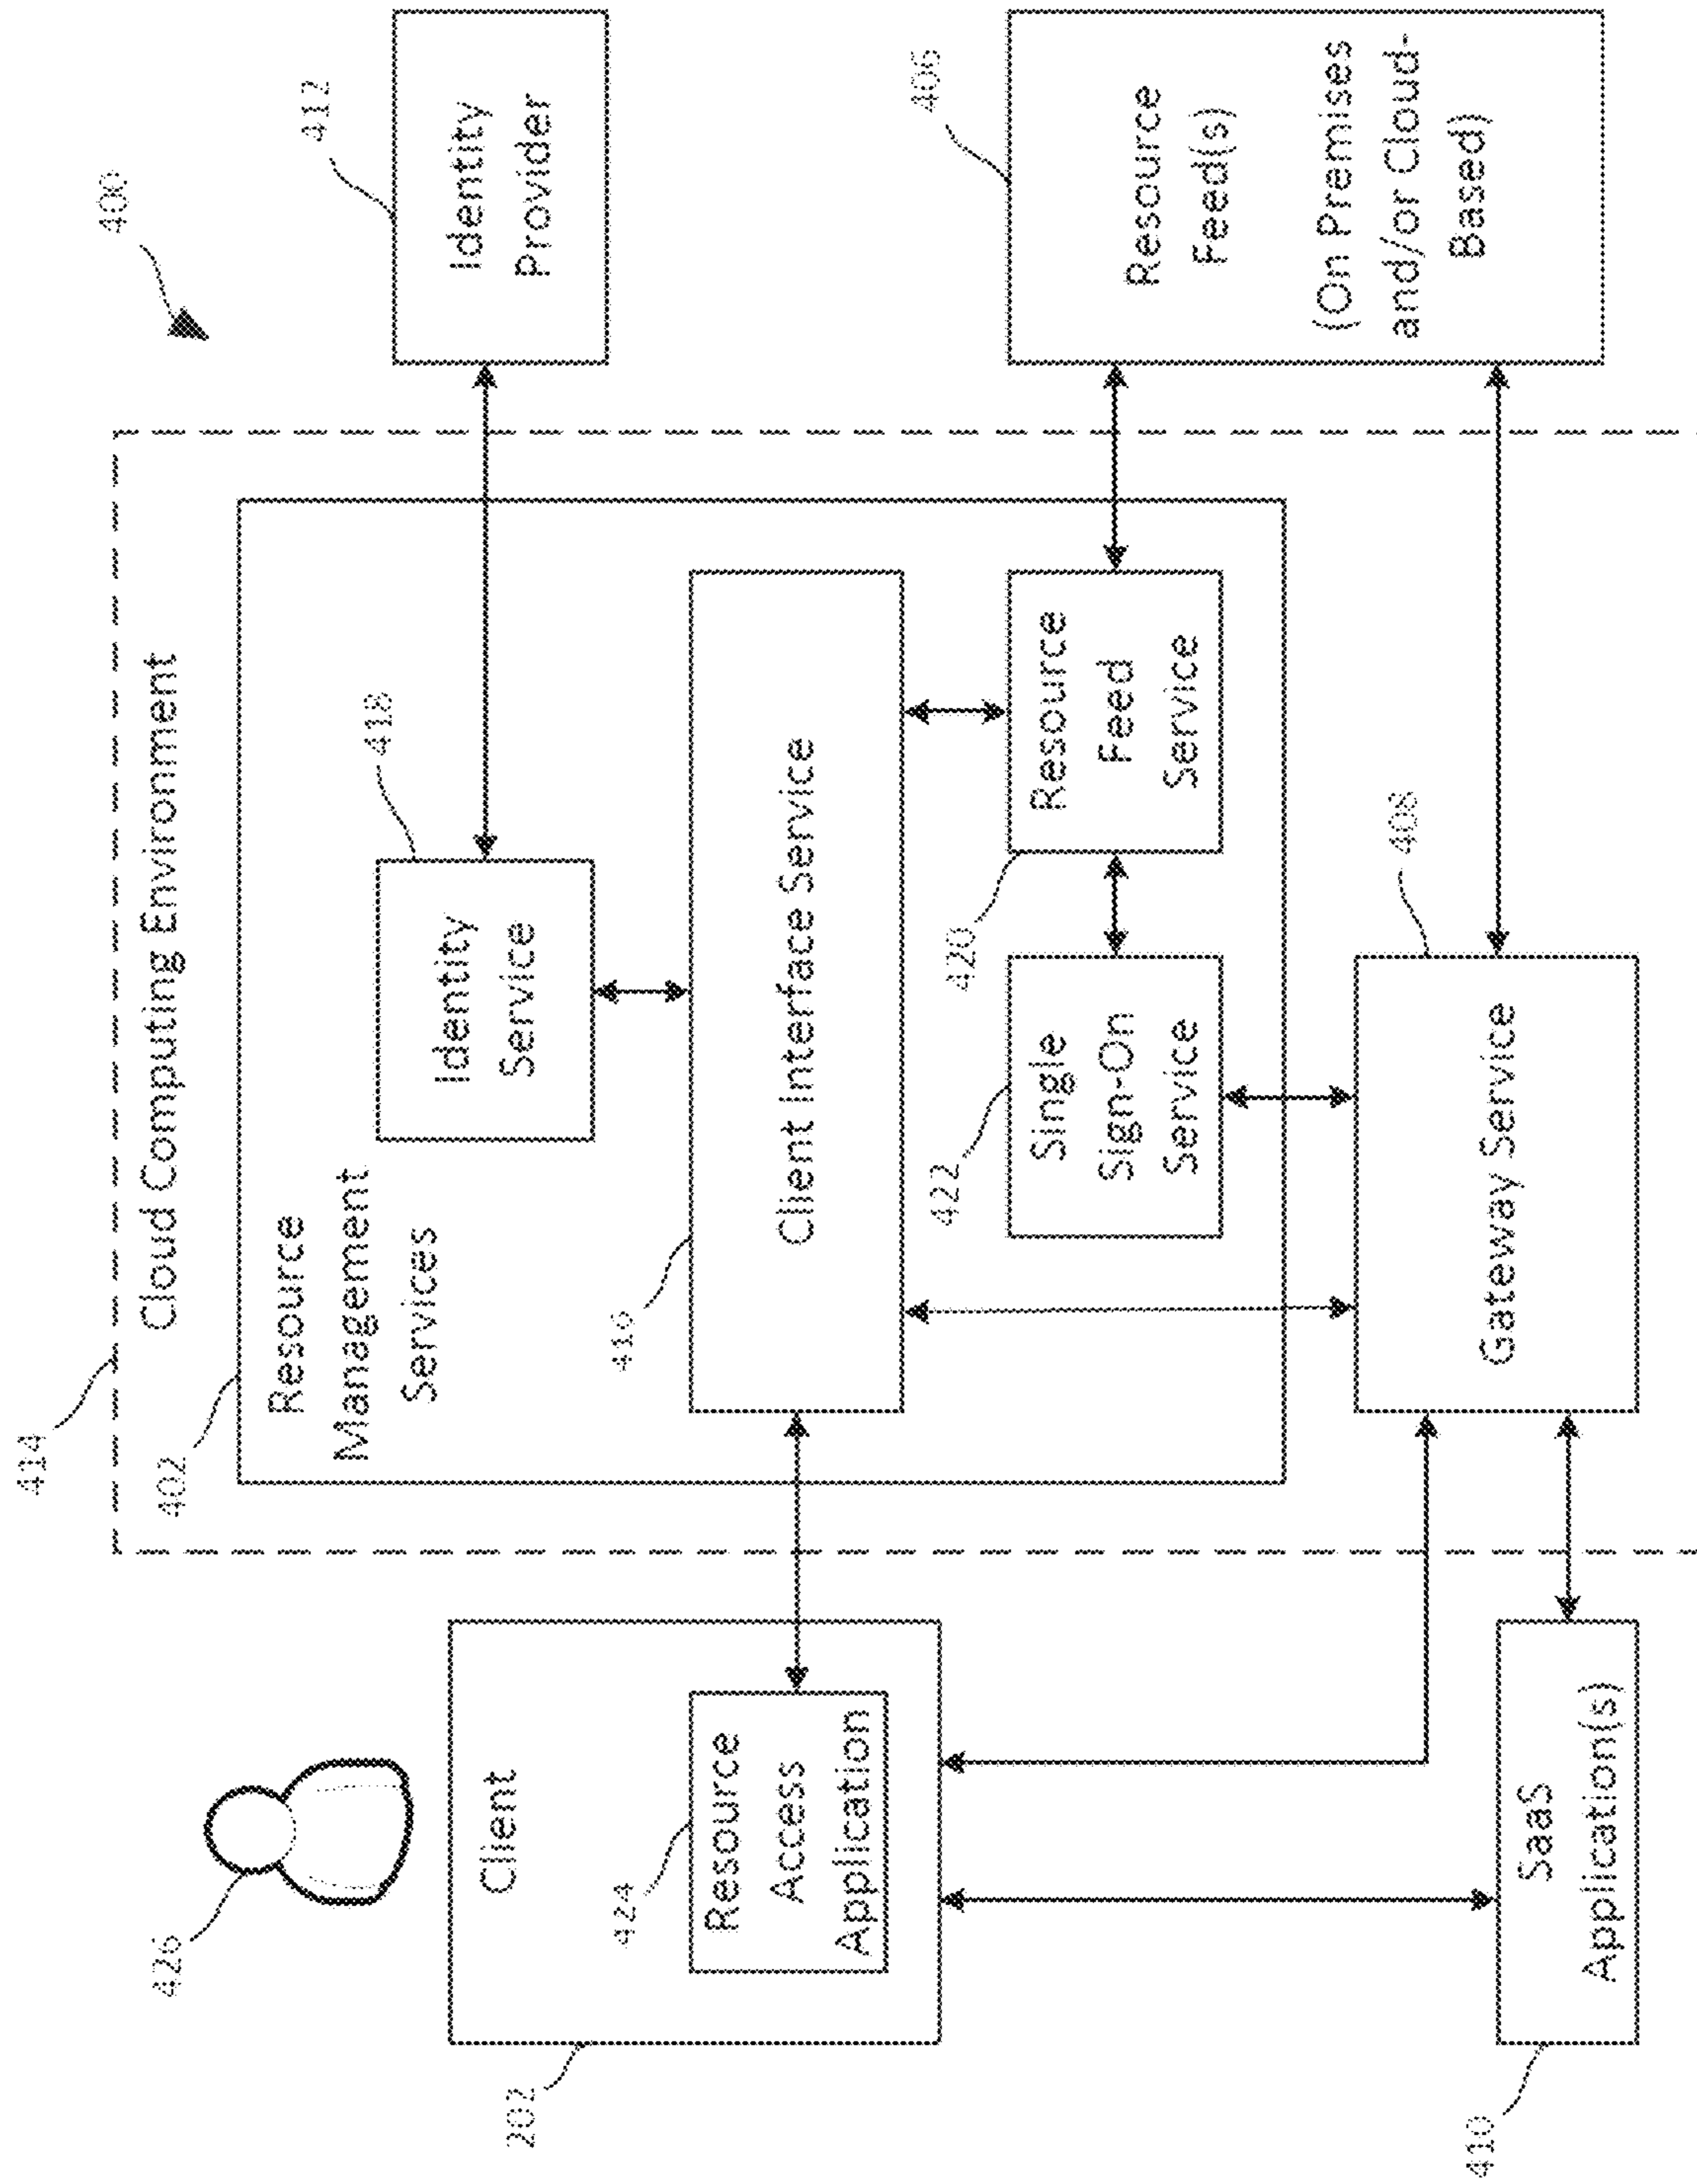 400
414
Cloud Computing Environment
402
Resource
Management
Services
426
412
Identity
Provider
418
Identity
Service
202
Client
424
Resource
Access
Application
416
Client Interface Service
422
Single
Sign-On
Service
420
Resource
Feed
Service
406
Resource
Feed(s)
(On Premises
and/or Cloud-
Based)
408
Gateway Service
410
SaaS
Application(s)